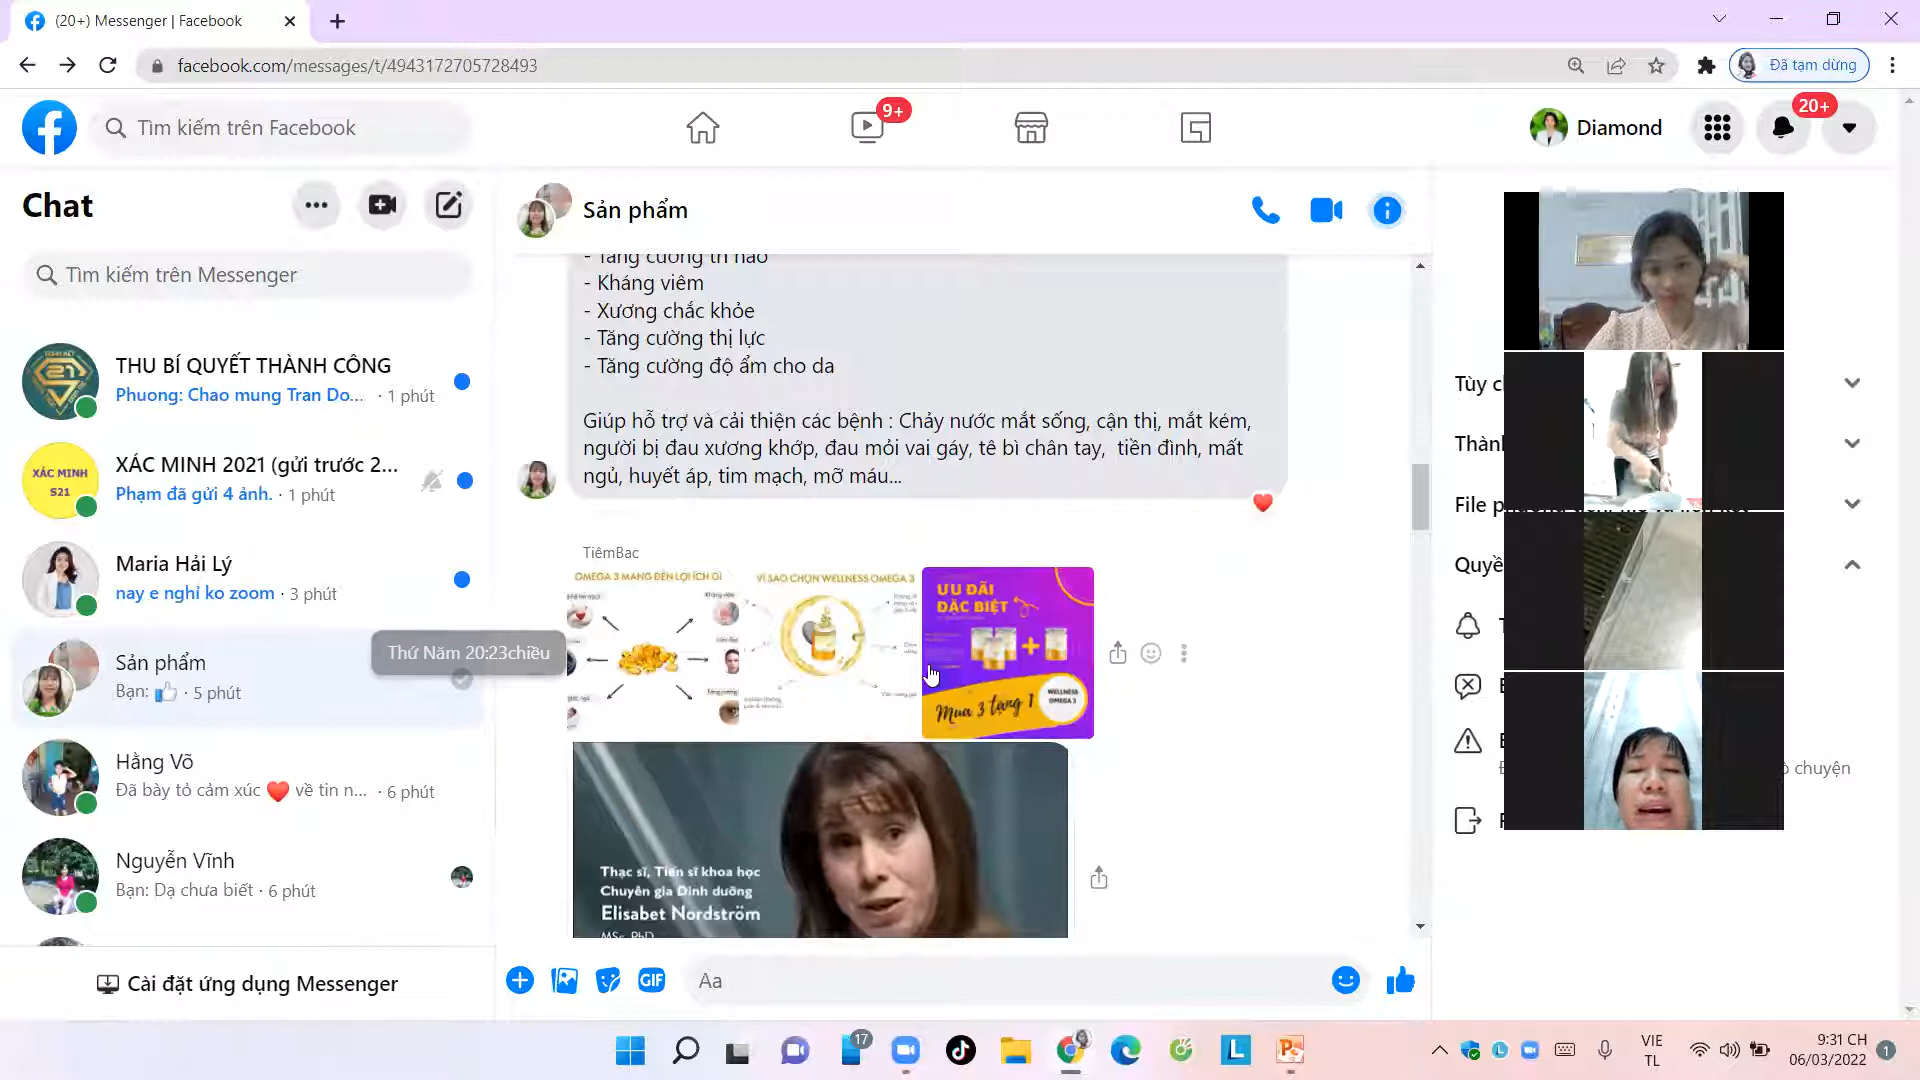 (20+) Messenger | Facebook
facebook.com/messages/t/4943172705728493
Đã tạm dừng
Tìm kiếm trên Facebook
9+
Diamond
20+
Chat
Tìm kiếm trên Messenger
THU BÍ QUYẾT THÀNH CÔNG
Phuong: Chao mung Tran Do... · 1 phút
XÁC MINH
S21
XÁC MINH 2021 (gửi trước 2...
Phạm đã gửi 4 ảnh. · 1 phút
Maria Hải Lý
nay e nghỉ ko zoom · 3 phút
Sản phẩm
Bạn: 👍 · 5 phút
Thứ Năm 20:23chiều
Hằng Võ
Đã bày tỏ cảm xúc ❤️ về tin n... · 6 phút
Nguyễn Vĩnh
Bạn: Dạ chưa biết · 6 phút
Cài đặt ứng dụng Messenger
Sản phẩm
- Kháng viêm
- Xương chắc khỏe
- Tăng cường thị lực
- Tăng cường độ ẩm cho da
Giúp hỗ trợ và cải thiện các bệnh : Chảy nước mắt sống, cận thị, mắt kém,
người bị đau xương khớp, đau mỏi vai gáy, tê bì chân tay,  tiền đình, mất
ngủ, huyết áp, tim mạch, mỡ máu...
TiêmBac
OMEGA 3 MANG ĐẾN LỢI ÍCH GÌ
VÌ SAO CHỌN WELLNESS OMEGA 3
ƯU ĐÃI
ĐẶC BIỆT
Mua 3 tặng 1
WELLNESS
OMEGA 3
Thạc sĩ, Tiến sĩ khoa học
Chuyên gia Dinh dưỡng
Elisabet Nordström
MSc, PhD
GIF
Aa
Tùy c
Thành
File p
Quyề
chuyện
17
VIE
TL
9:31 CH
06/03/2022
1